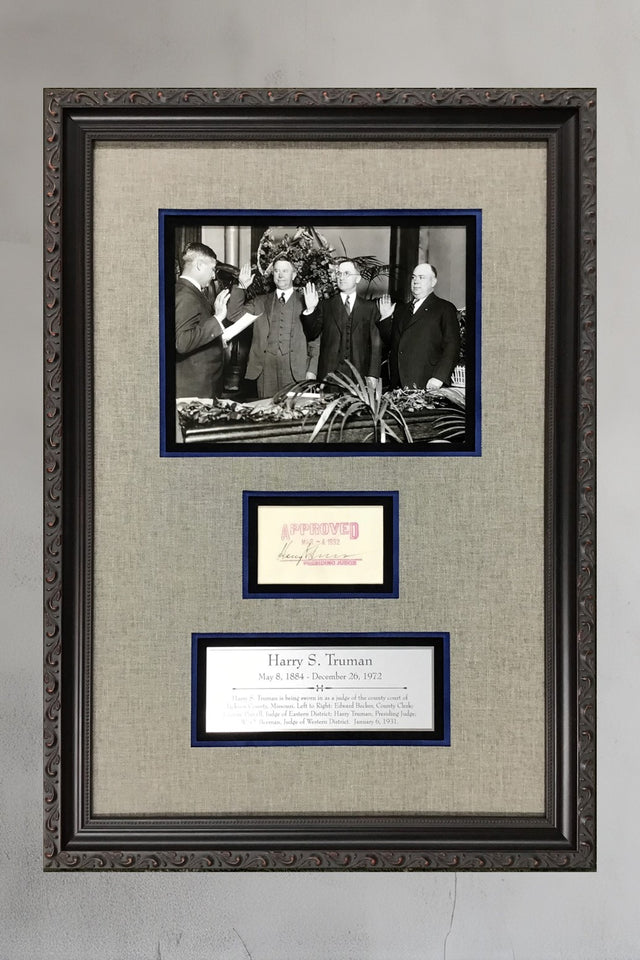 APPROVED
1932
PRESIDING JUDGE
Harry S. Truman
May 8, 1884 - December 26, 1972
Harry S. Truman is being sworn in as a judge of the county court of
Jackson County, Missouri. Left to Right: Edward Becker, County Clerk;
Judge of Eastern District; Harry Truman, Presiding Judge;
Judge of Western District. January 6, 1931.